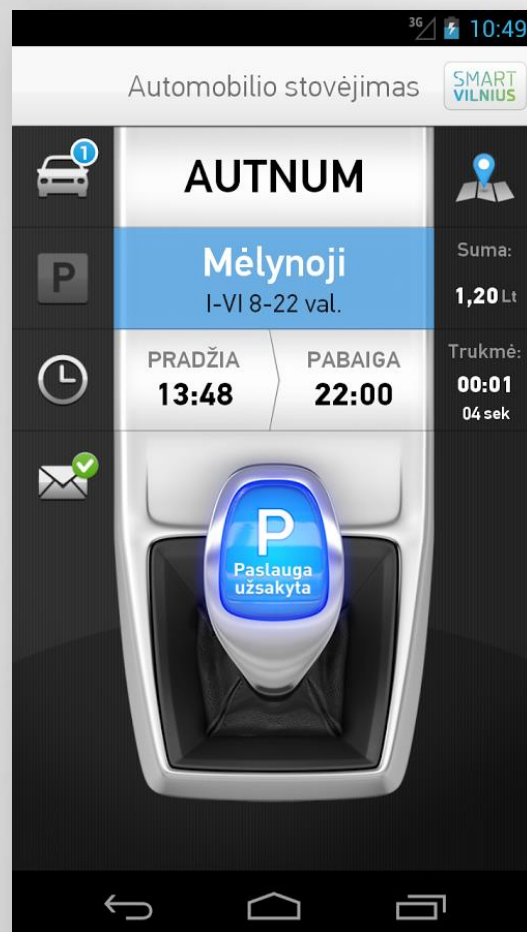 3G 10:49
Automobilio stovėjimas
SMART
VILNIUS
1
AUTNUM
P
Mėlynoji
I-VI 8-22 val.
Suma:
1,20 Lt
PRADŽIA
13:48
PABAIGA
22:00
Trukmė:
00:01
04 sek
P
Paslauga
užsakyta